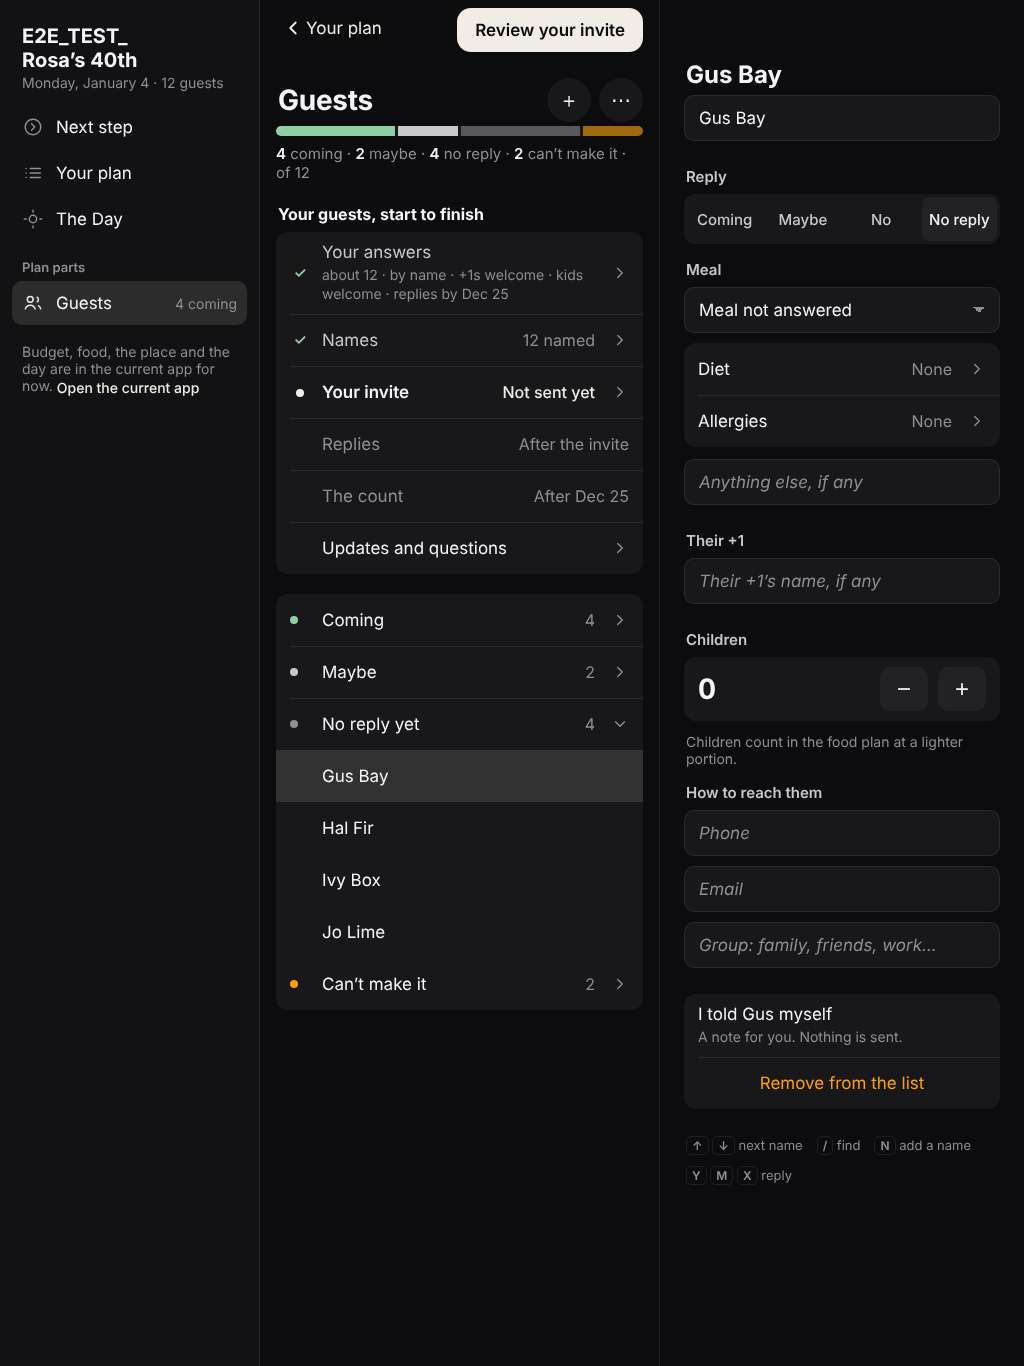 E2E_TEST_
Rosa’s 40th
Monday, January 4 · 12 guests
Next step
Your plan
The Day
Plan parts
Guests 4 coming
Budget, food, the place and the
day are in the current app for
now. Open the current app
Your plan
Review your invite
Guests
+ ···
4 coming · 2 maybe · 4 no reply · 2 can’t make it ·
of 12
Your guests, start to finish
Your answers
about 12 · by name · +1s welcome · kids
welcome · replies by Dec 25
Names 12 named
Your invite Not sent yet
Replies After the invite
The count After Dec 25
Updates and questions
Coming 4
Maybe 2
No reply yet 4
Gus Bay
Hal Fir
Ivy Box
Jo Lime
Can’t make it 2
Gus Bay
Gus Bay
Reply
Coming Maybe No No reply
Meal
Meal not answered
Diet None
Allergies None
Anything else, if any
Their +1
Their +1’s name, if any
Children
0 − +
Children count in the food plan at a lighter
portion.
How to reach them
Phone
Email
Group: family, friends, work…
I told Gus myself
A note for you. Nothing is sent.
Remove from the list
↑ ↓ next name / find N add a name
Y M X reply